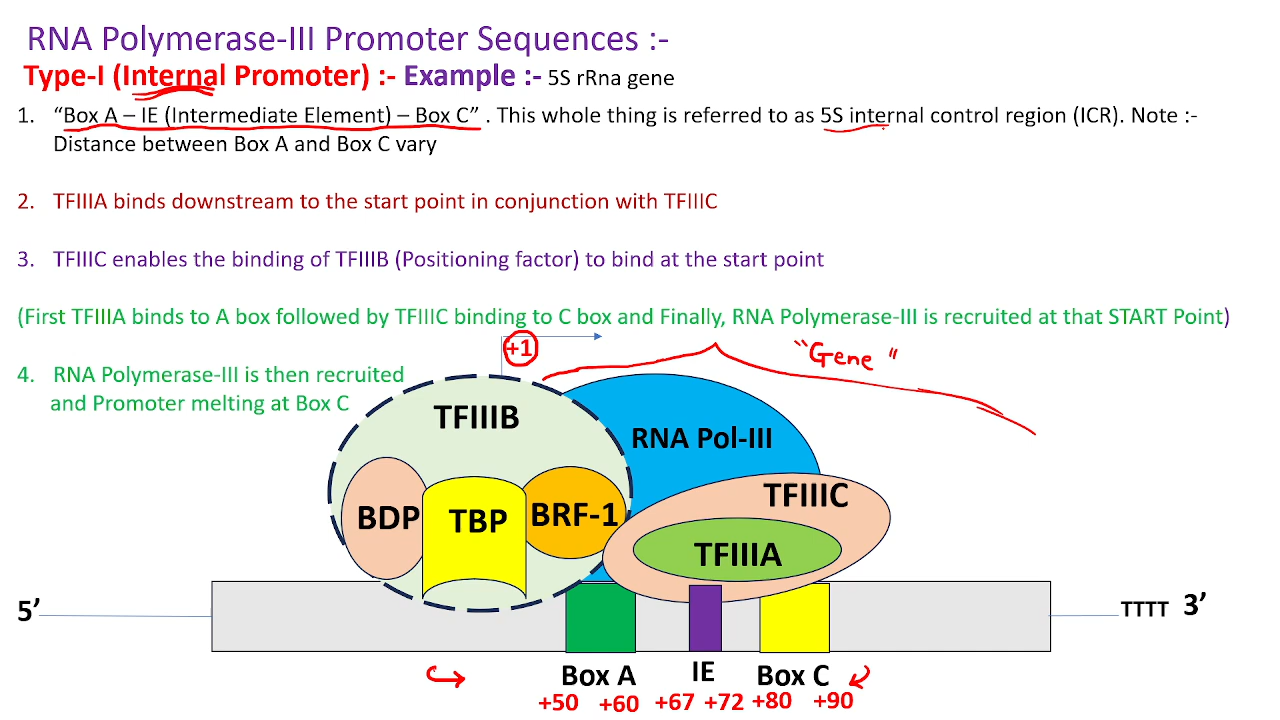 RNA Polymerase-III Promoter Sequences :-
Type-I (Internal Promoter) :- Example :- 5S rRna gene
1. “Box A – IE (Intermediate Element) – Box C” . This whole thing is referred to as 5S internal control region (ICR). Note :-
Distance between Box A and Box C vary
2. TFIIIA binds downstream to the start point in conjunction with TFIIIC
3. TFIIIC enables the binding of TFIIIB (Positioning factor) to bind at the start point
(First TFIIIA binds to A box followed by TFIIIC binding to C box and Finally, RNA Polymerase-III is recruited at that START Point)
+1
"Gene"
4. RNA Polymerase-III is then recruited
and Promoter melting at Box C
TFIIIB
RNA Pol-III
TFIIIC
BDP TBP BRF-1
TFIIIA
5’ TTTT 3’
Box A IE Box C
+50 +60 +67 +72 +80 +90